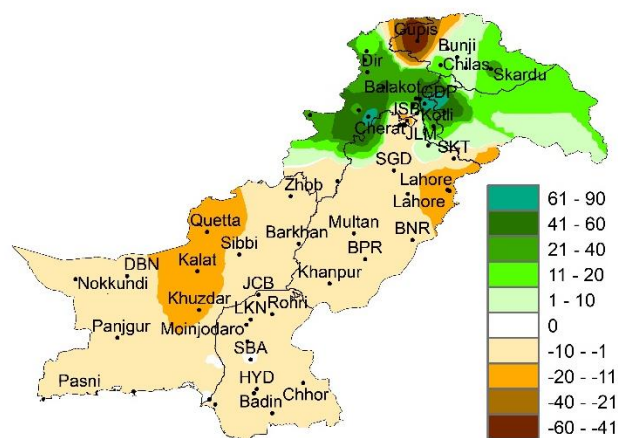 Gupis
Bunji
Dir
Chilas
Skardu
Balakot
GDP
ISB
Kotli
Cherat
JLM
SKT
SGD
Zhob
Lahore
Lahore
Quetta
Multan
BNR
Sibbi
Barkhan
BPR
DBN
Kalat
Nokkundi
Khanpur
JCB
Khuzdar
Rohri
LKN
Moinjodaro
Panjgur
SBA
Pasni
HYD
Chhor
Badin
61 - 90
41 - 60
21 - 40
11 - 20
1 - 10
0
-10 - -1
-20 - -11
-40 - -21
-60 - -41